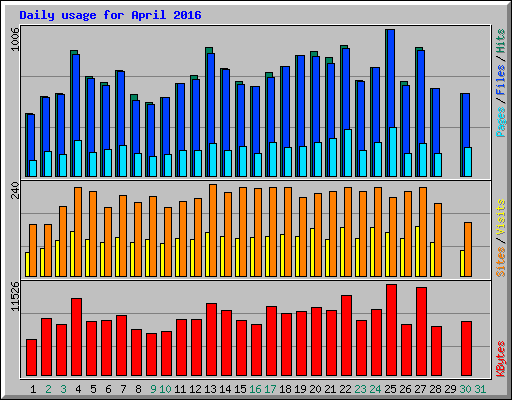 Daily usage for April 2016
1006
Pages / Files / Hits
240
Sites / Visits
11526
KBytes
1 2 3 4 5 6 7 8 9 10 11 12 13 14 15 16 17 18 19 20 21 22 23 24 25 26 27 28 29 30 31